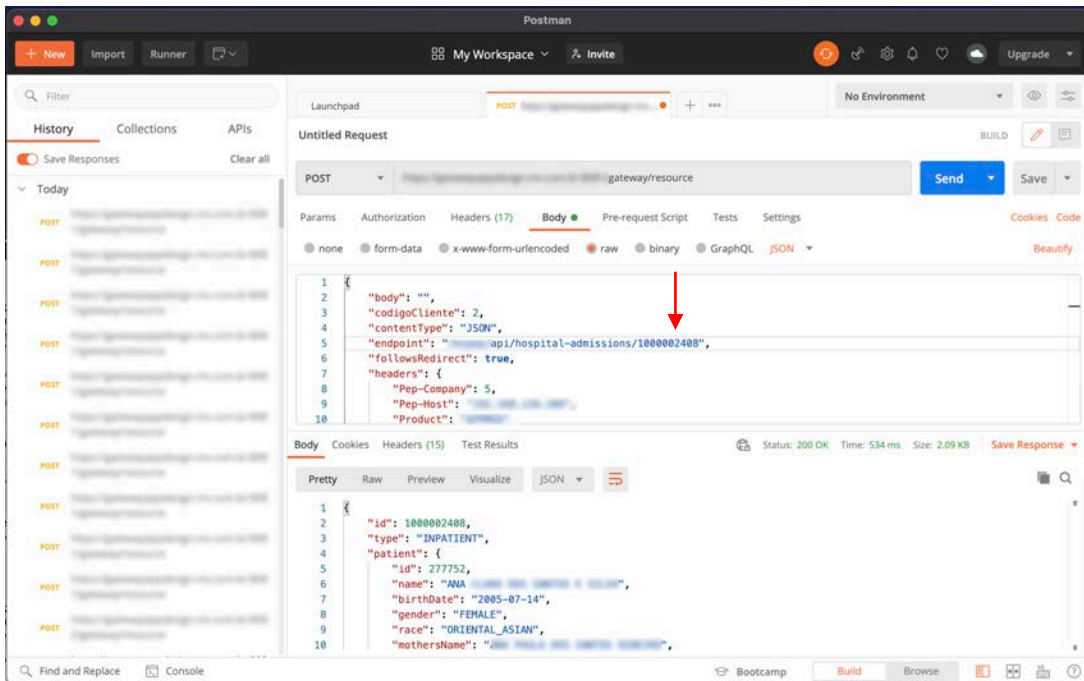 Postman
+ New Import Runner My Workspace Invite Upgrade
Filter
History Collections APIs
Save Responses Clear all
Today
POST
POST
POST
POST
POST
POST
POST
POST
POST
POST
POST
Launchpad POST No Environment
Untitled Request BUILD
POST gateway/resource Send Save
Params Authorization Headers (17) Body Pre-request Script Tests Settings Cookies Code
none form-data x-www-form-urlencoded raw binary GraphQL JSON Beautify
1 {
2 "body": "",
3 "codigoCliente": 2,
4 "contentType": "JSON",
5 "endpoint": " api/hospital-admissions/1000002408",
6 "followsRedirect": true,
7 "headers": {
8 "Pep-Company": 5,
9 "Pep-Host":
10 "Product":
Body Cookies Headers (15) Test Results Status: 200 OK Time: 534 ms Size: 2.09 KB Save Response
Pretty Raw Preview Visualize JSON
1 {
2 "id": 1000002408,
3 "type": "INPATIENT",
4 "patient": {
5 "id": 277752,
6 "name": "ANA ",
7 "birthDate": "2005-07-14",
8 "gender": "FEMALE",
9 "race": "ORIENTAL_ASIAN",
10 "mothersName": " ",
Find and Replace Console Bootcamp Build Browse